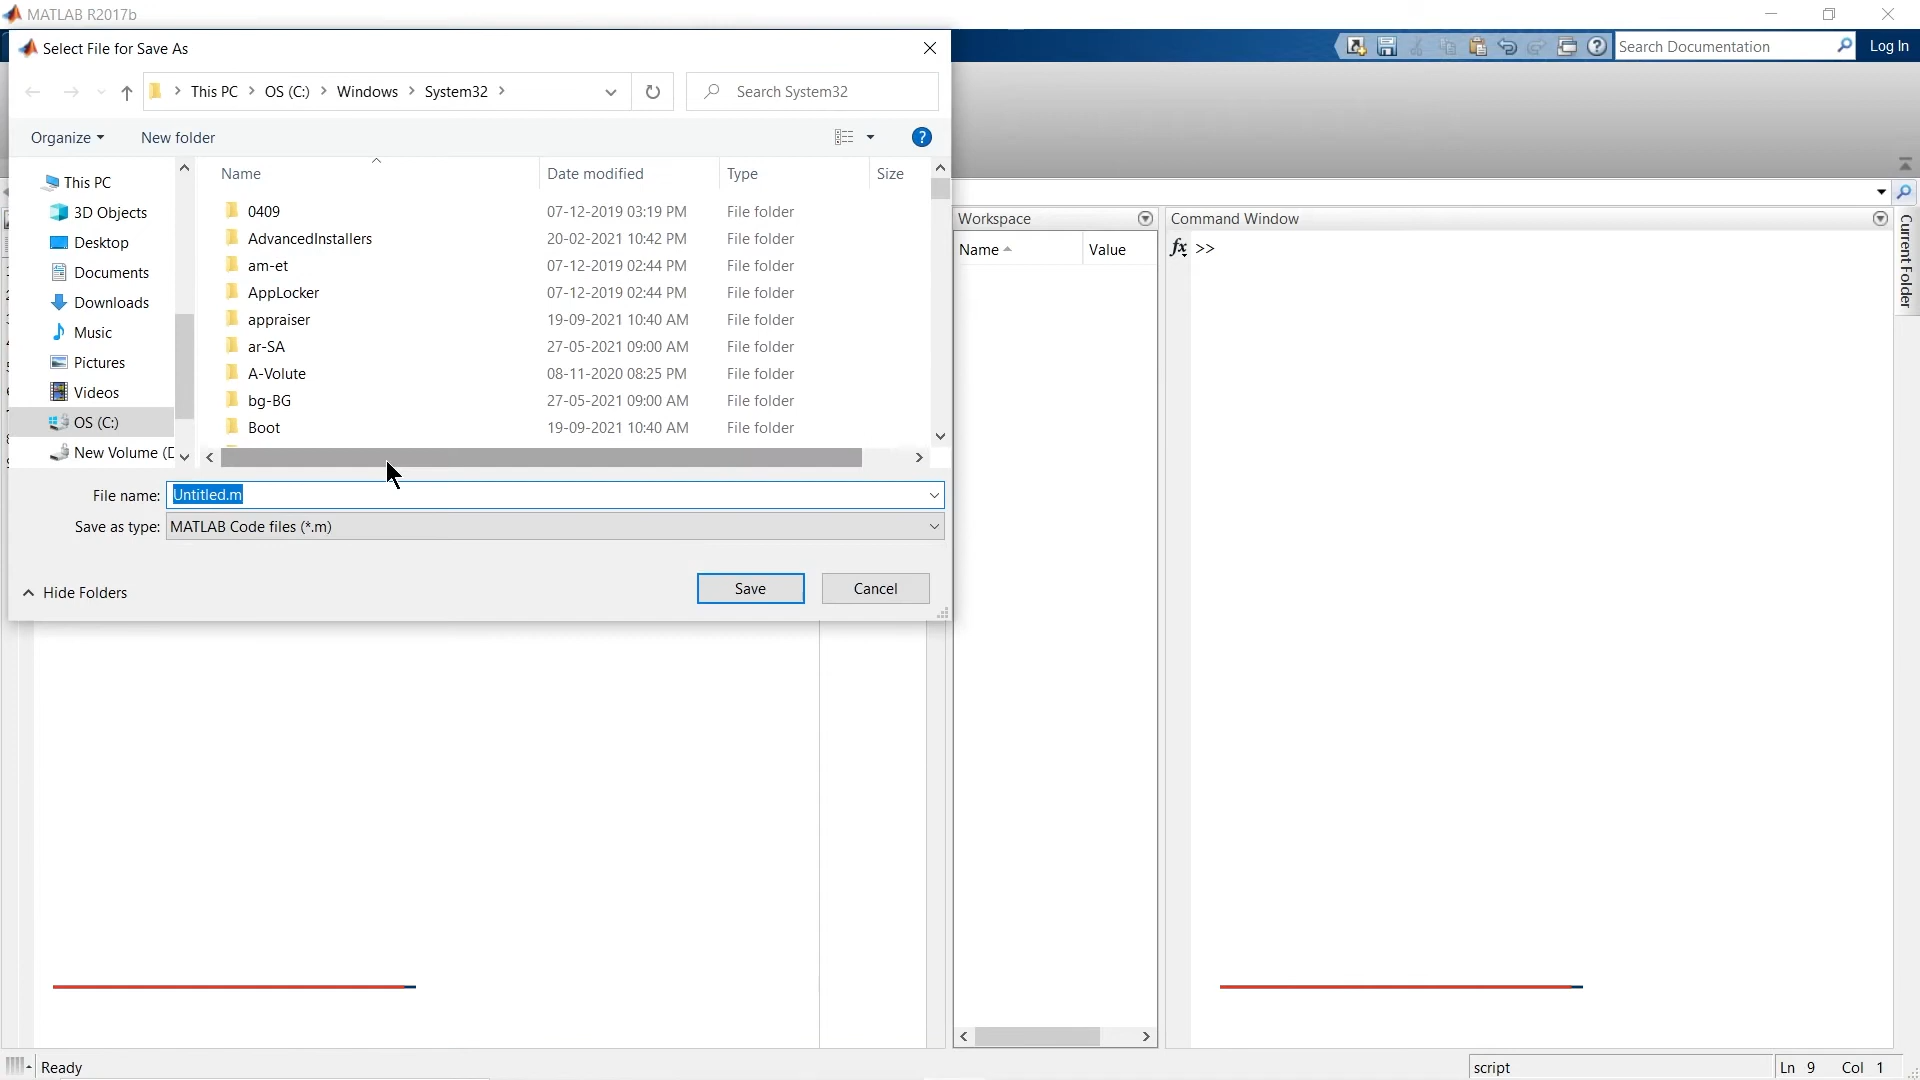 MATLAB R2017b
Select File for Save As
This PC > OS (C:) > Windows > System32 >
Search System32
Search Documentation
Log In
Organize
New folder
?
Name Date modified Type Size
This PC
3D Objects
Desktop
Documents
Downloads
Music
Pictures
Videos
OS (C:)
New Volume (D
0409 07-12-2019 03:19 PM File folder
AdvancedInstallers 20-02-2021 10:42 PM File folder
am-et 07-12-2019 02:44 PM File folder
AppLocker 07-12-2019 02:44 PM File folder
appraiser 19-09-2021 10:40 AM File folder
ar-SA 27-05-2021 09:00 AM File folder
A-Volute 08-11-2020 08:25 PM File folder
bg-BG 27-05-2021 09:00 AM File folder
Boot 19-09-2021 10:40 AM File folder
File name: Untitled.m
Save as type: MATLAB Code files (*.m)
Hide Folders
Save
Cancel
Workspace
Name Value
Command Window
fx >>
Current Folder
Ready
script
Ln 9 Col 1